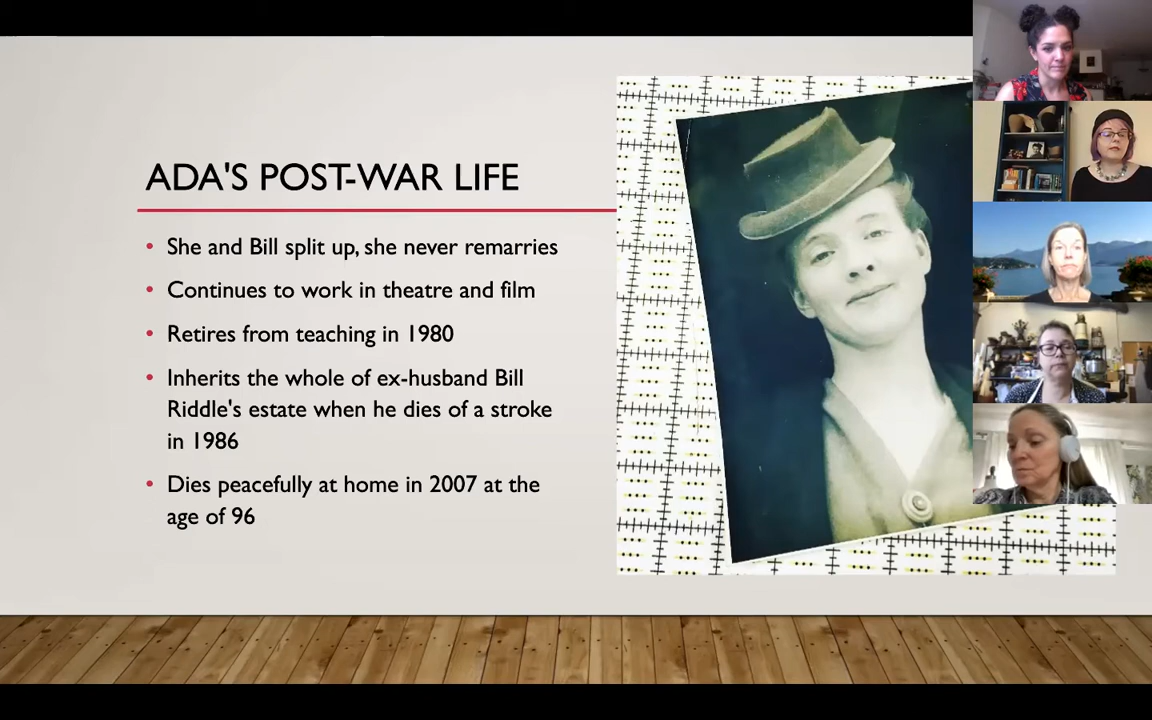 ADA'S POST-WAR LIFE
• She and Bill split up, she never remarries
• Continues to work in theatre and film
• Retires from teaching in 1980
• Inherits the whole of ex-husband Bill
Riddle's estate when he dies of a stroke
in 1986
• Dies peacefully at home in 2007 at the
age of 96